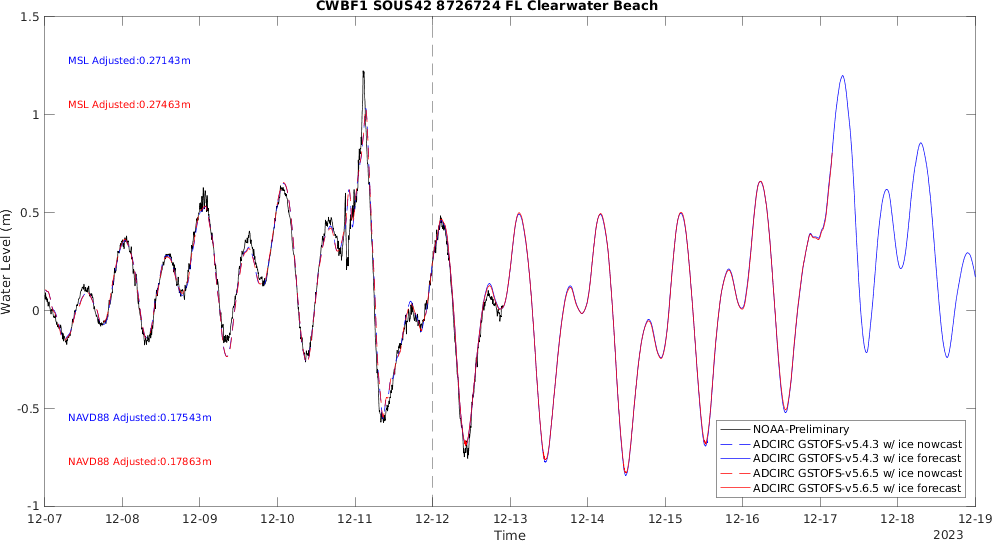 CWBF1 SOUS42 8726724 FL Clearwater Beach
1.5
MSL Adjusted:0.27143m
MSL Adjusted:0.27463m
1
0.5
Water Level (m)
0
-0.5
NAVD88 Adjusted:0.17543m
NAVD88 Adjusted:0.17863m
NOAA-Preliminary
ADCIRC GSTOFS-v5.4.3 w/ ice nowcast
ADCIRC GSTOFS-v5.4.3 w/ ice forecast
ADCIRC GSTOFS-v5.6.5 w/ ice nowcast
ADCIRC GSTOFS-v5.6.5 w/ ice forecast
-1
12-07 12-08 12-09 12-10 12-11 12-12 12-13 12-14 12-15 12-16 12-17 12-18 12-19
Time
2023